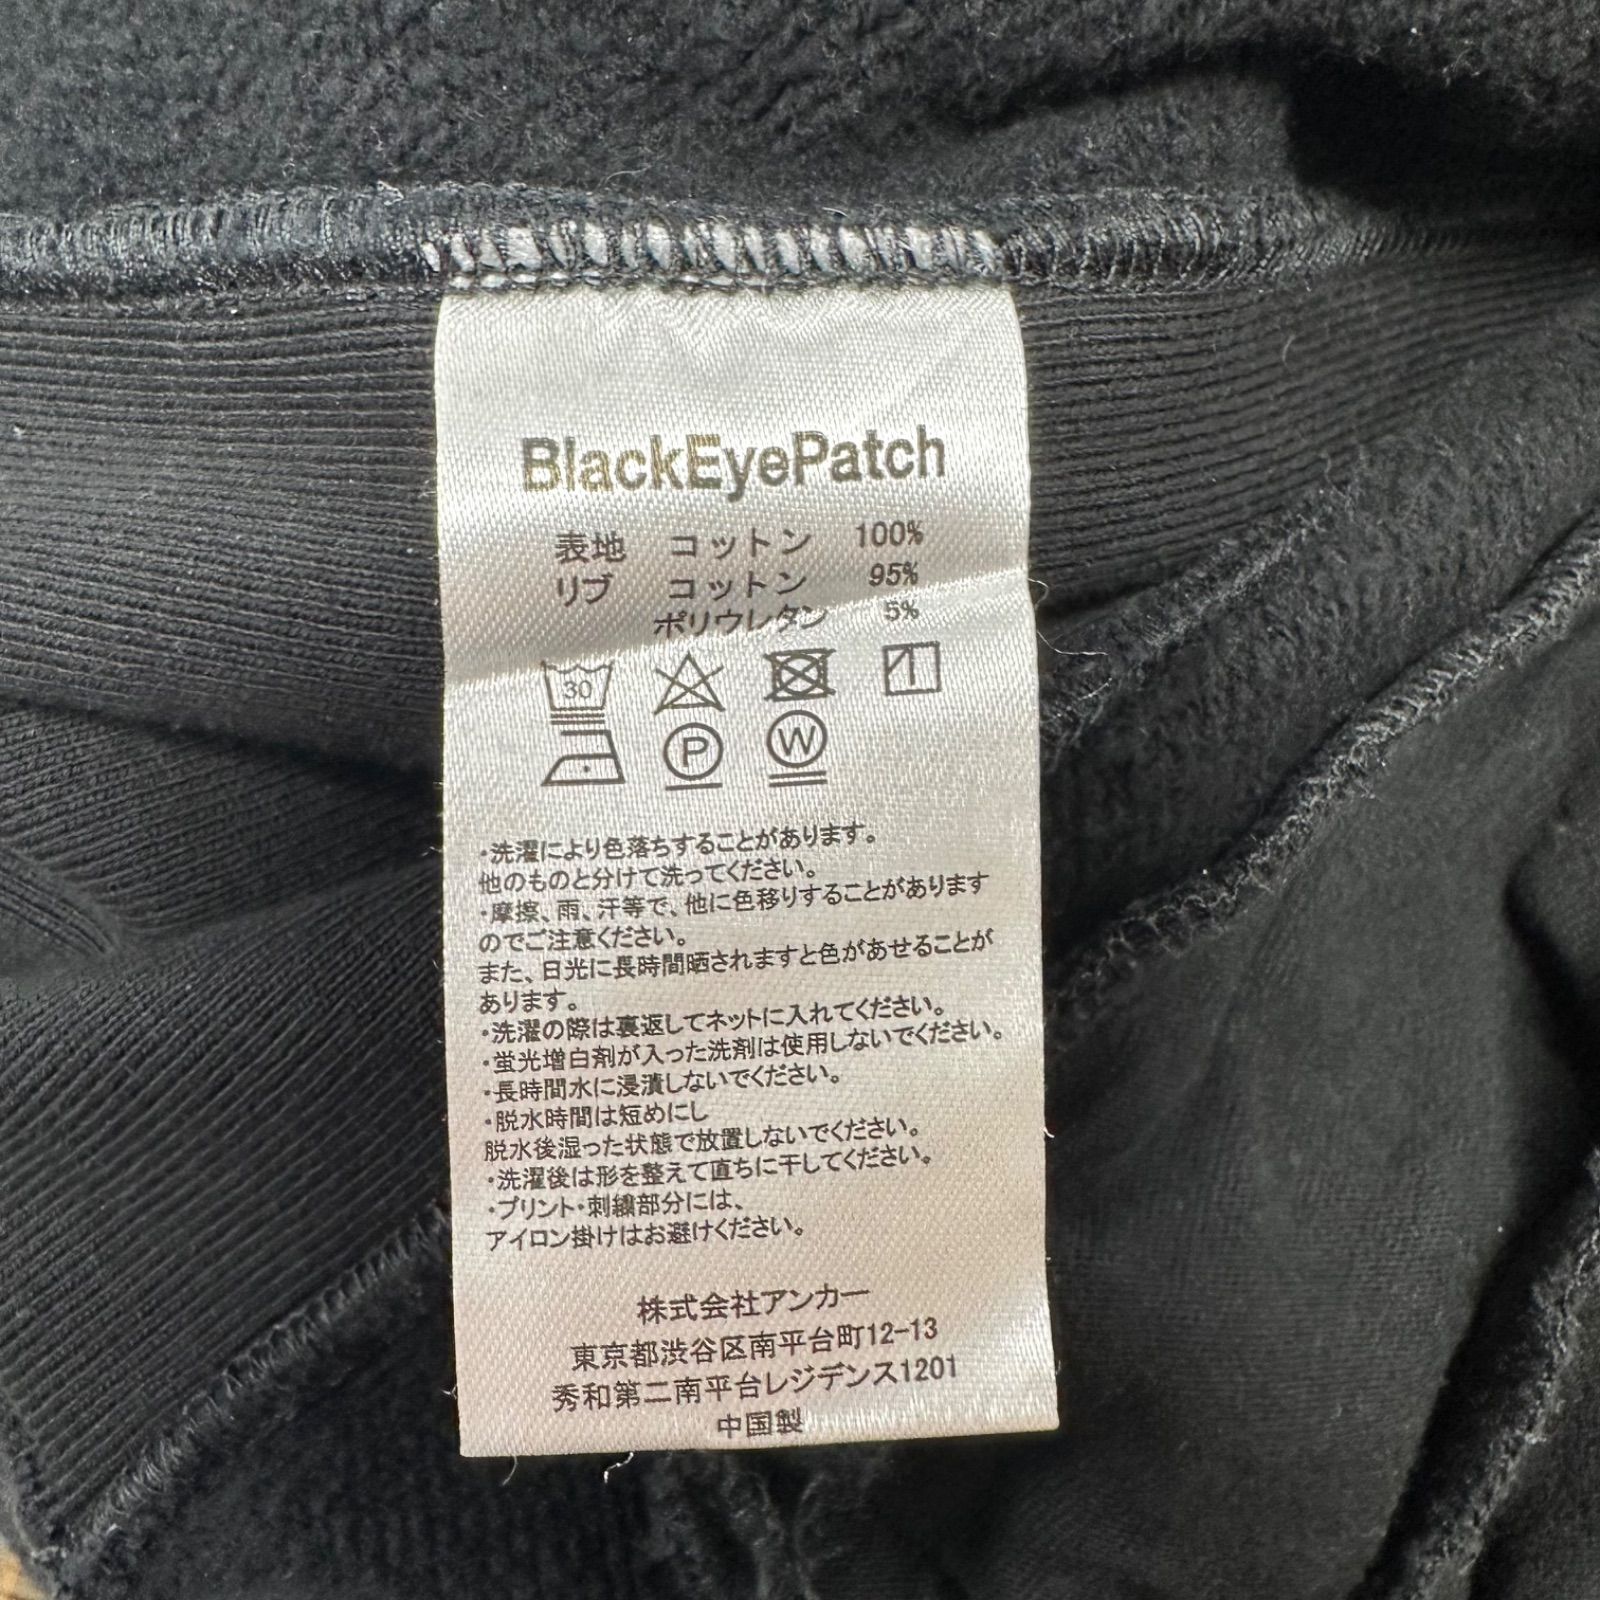 BlackEyePatch
表地 コットン 100%
リブ コットン 95%
ポリウレタン 5%
30
P W
・洗濯により色落ちすることがあります。
他のものと分けて洗ってください。
・摩擦、雨、汗等で、他に色移りすることがあります
のでご注意ください。
また、日光に長時間晒されますと色があせることが
あります。
・洗濯の際は裏返してネットに入れてください。
・蛍光増白剤が入った洗剤は使用しないでください。
・長時間水に浸漬しないでください。
・脱水時間は短めにし
脱水後湿った状態で放置しないでください。
・洗濯後は形を整えて直ちに干してください。
・プリント・刺繍部分には、
アイロン掛けはお避けください。
株式会社アンカー
東京都渋谷区南平台町12-13
秀和第二南平台レジデンス1201
中国製